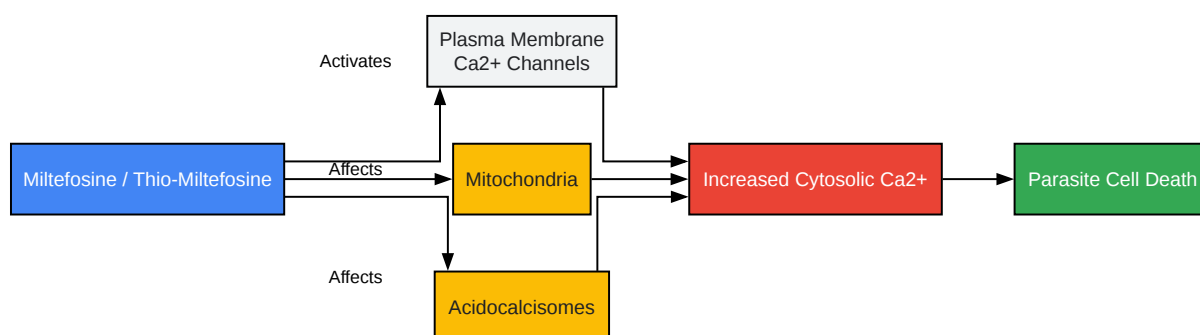 Plasma Membrane
Ca2+ Channels
Activates
Miltefosine / Thio-Miltefosine
Affects
Mitochondria
Increased Cytosolic Ca2+
Parasite Cell Death
Affects
Acidocalcisomes